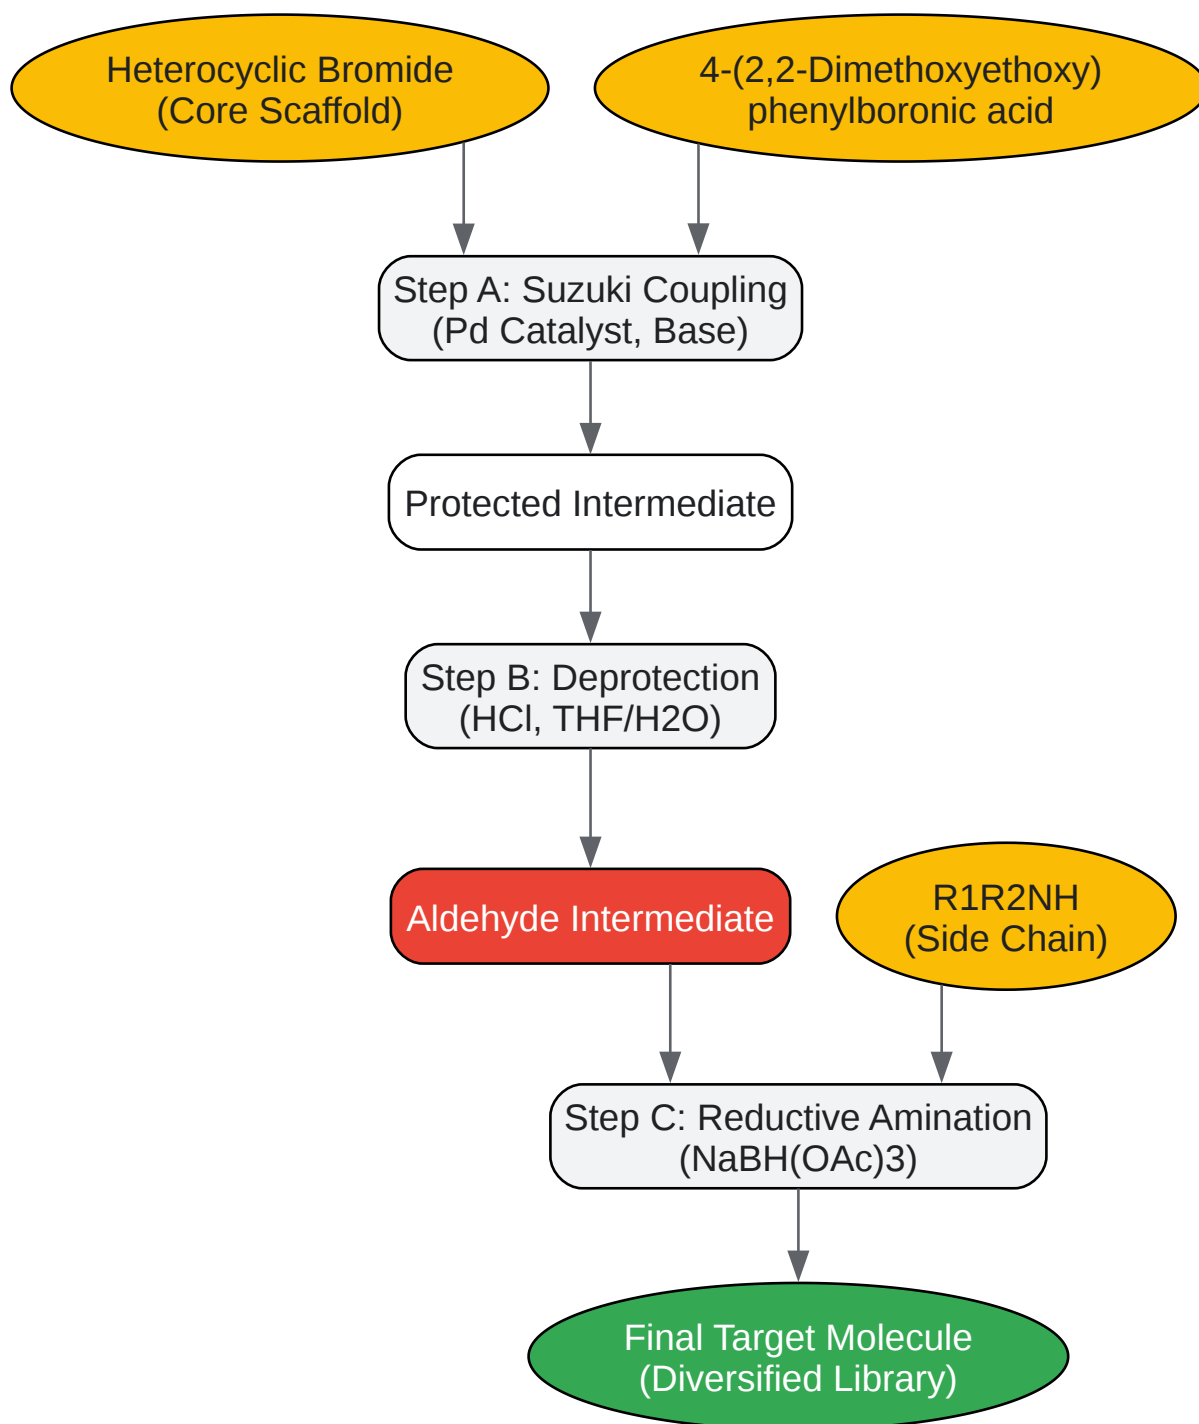 Heterocyclic Bromide
(Core Scaffold)
4-(2,2-Dimethoxyethoxy)
phenylboronic acid
Step A: Suzuki Coupling
(Pd Catalyst, Base)
Protected Intermediate
Step B: Deprotection
(HCl, THF/H2O)
Aldehyde Intermediate
R1R2NH
(Side Chain)
Step C: Reductive Amination
(NaBH(OAc)3)
Final Target Molecule
(Diversified Library)